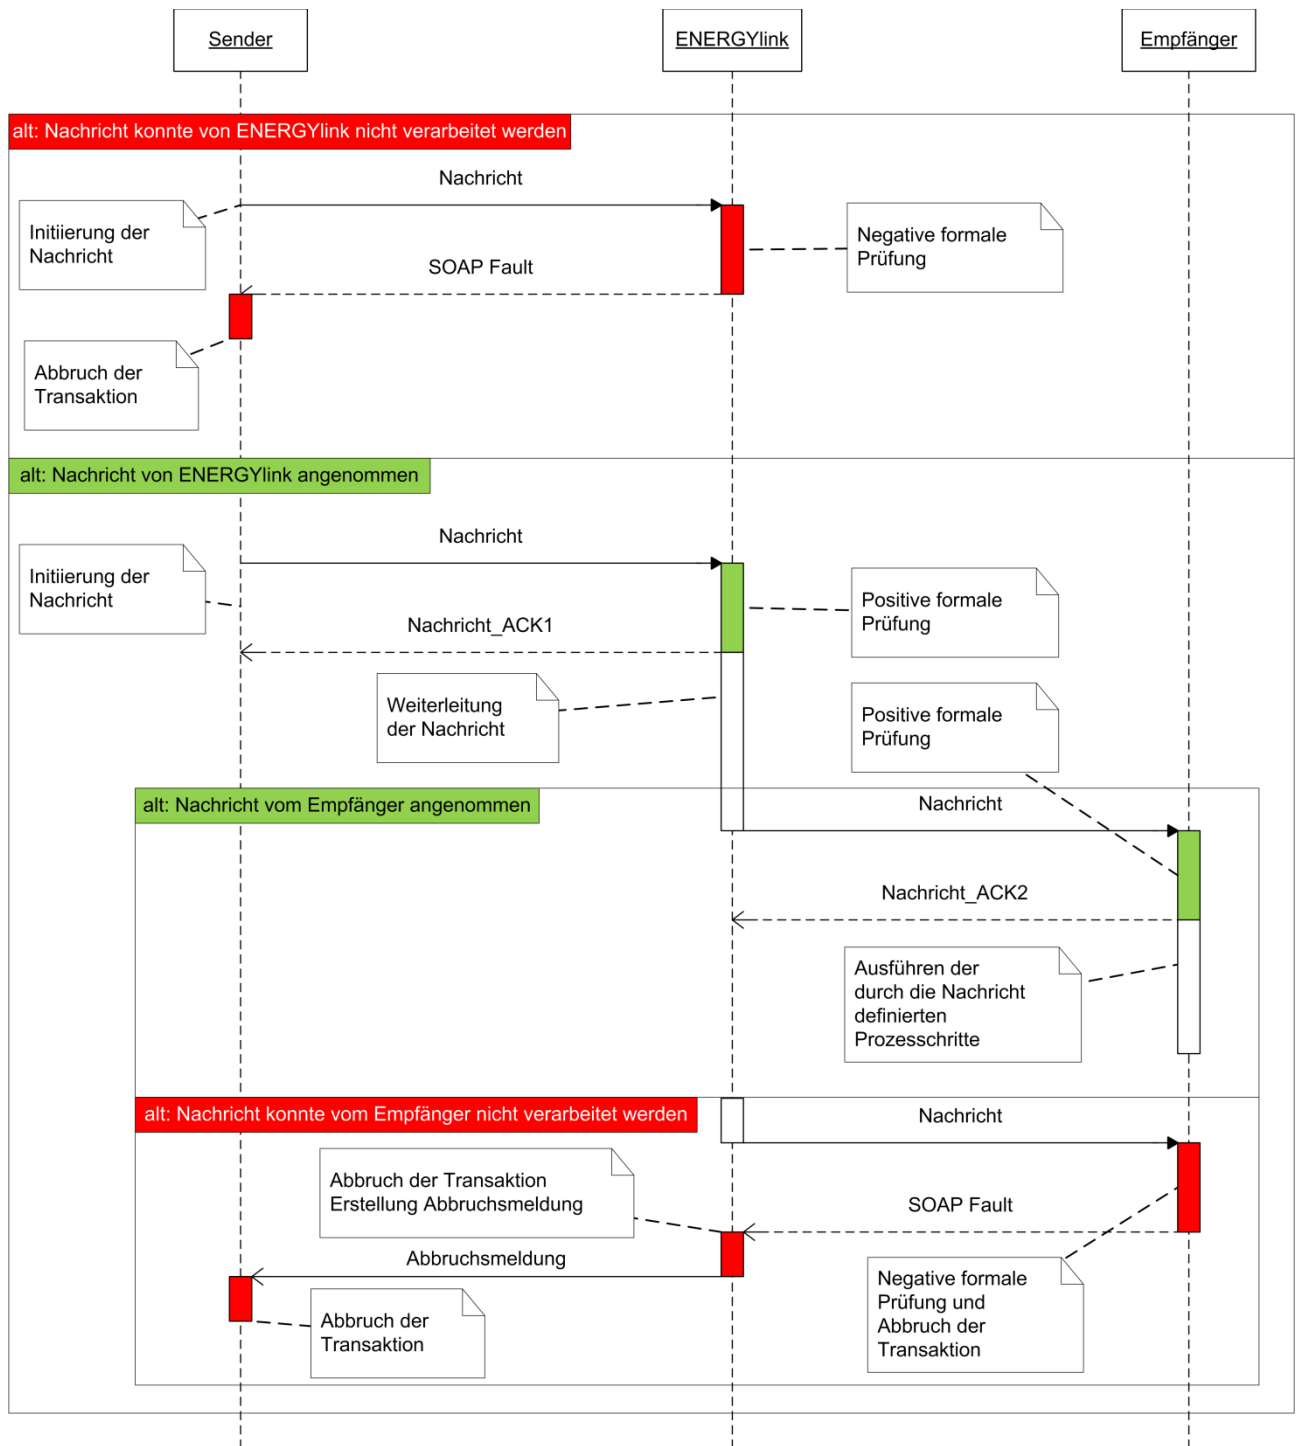 Sender
ENERGYlink
Empfänger
alt: Nachricht konnte von ENERGYlink nicht verarbeitet werden
Nachricht
Initiierung der
Nachricht
Negative formale
Prüfung
SOAP Fault
Abbruch der
Transaktion
alt: Nachricht von ENERGYlink angenommen
Nachricht
Initiierung der
Nachricht
Positive formale
Prüfung
Nachricht_ACK1
Weiterleitung
der Nachricht
Positive formale
Prüfung
alt: Nachricht vom Empfänger angenommen
Nachricht
Nachricht_ACK2
Ausführen der
durch die Nachricht
definierten
Prozesschritte
alt: Nachricht konnte vom Empfänger nicht verarbeitet werden
Nachricht
Abbruch der Transaktion
Erstellung Abbruchsmeldung
SOAP Fault
Abbruchsmeldung
Negative formale
Prüfung und
Abbruch der
Transaktion
Abbruch der
Transaktion